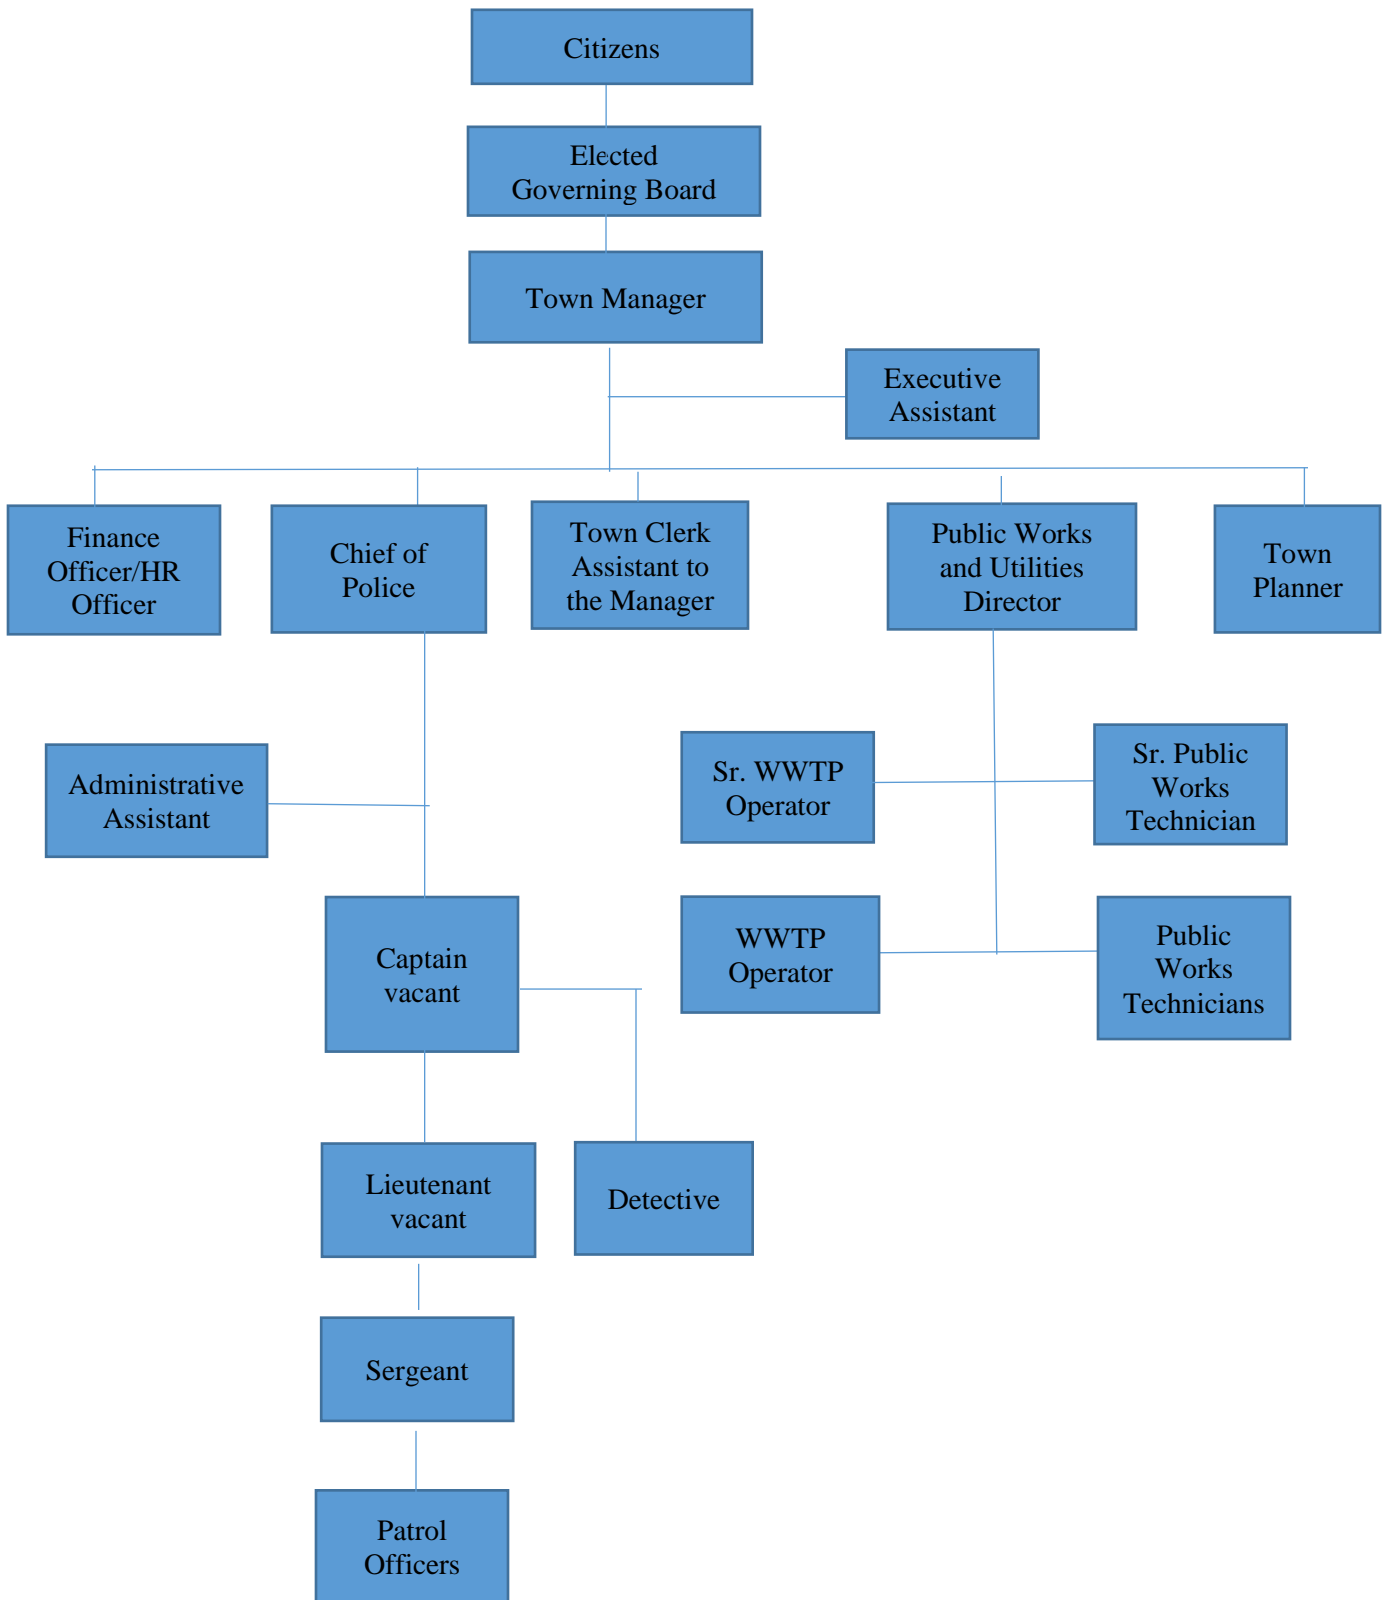 Citizens
Elected
Governing Board
Town Manager
Executive
Assistant
Finance
Officer/HR
Officer
Chief of
Police
Town Clerk
Assistant to
the Manager
Public Works
and Utilities
Director
Town
Planner
Administrative
Assistant
Sr. WWTP
Operator
Sr. Public
Works
Technician
Captain
vacant
WWTP
Operator
Public
Works
Technicians
Lieutenant
vacant
Detective
Sergeant
Patrol
Officers